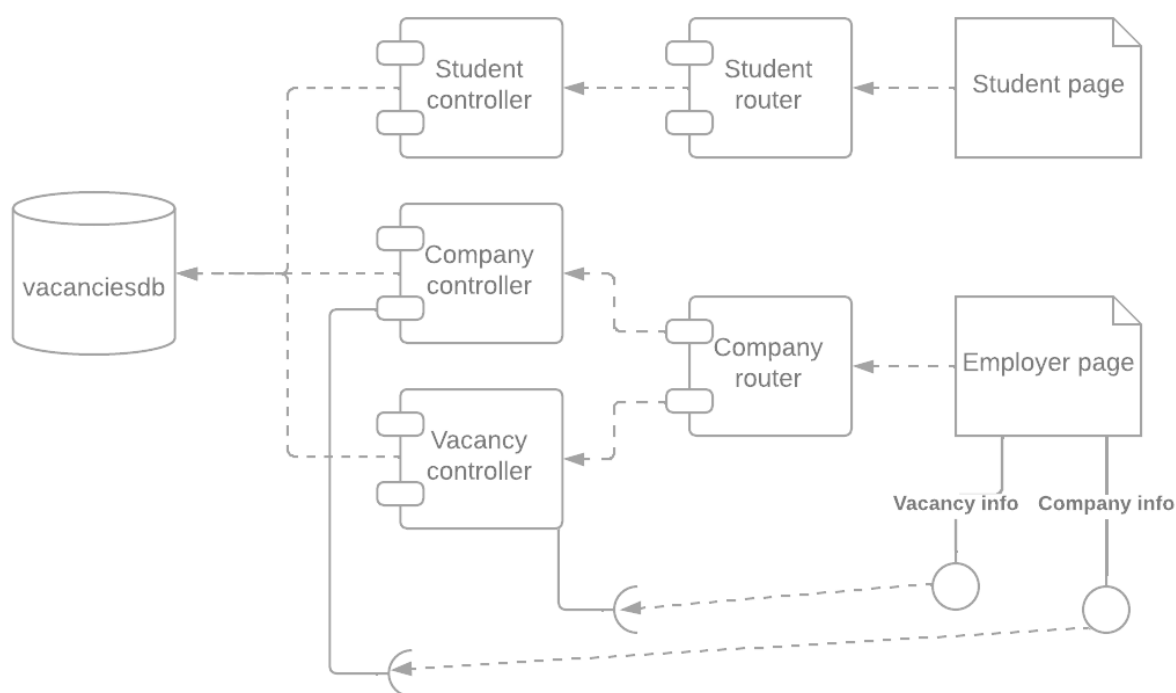 Student
controller
Student
router
Student page
vacanciesdb
Company
controller
Company
router
Employer page
Vacancy
controller
Vacancy info
Company info